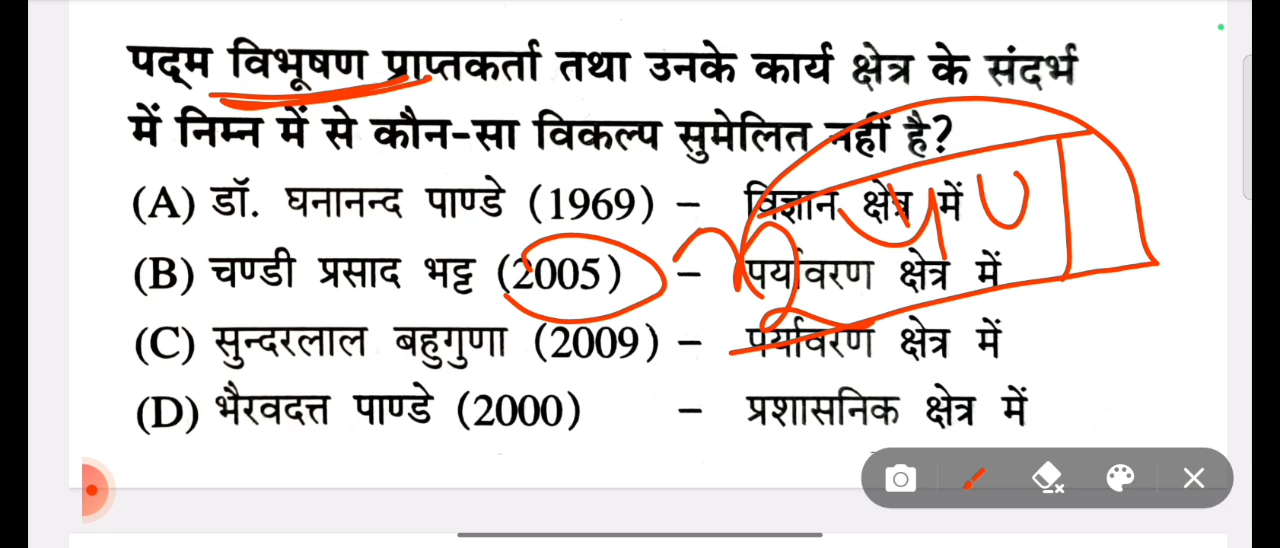 पद्म विभूषण प्राप्तकर्ता तथा उनके कार्य क्षेत्र के संदर्भ
में निम्न में से कौन-सा विकल्प सुमेलित नहीं है?
(A) डॉ. घनानन्द पाण्डे (1969) – विज्ञान क्षेत्र में
(B) चण्डी प्रसाद भट्ट (2005) – पर्यावरण क्षेत्र में
(C) सुन्दरलाल बहुगुणा (2009) – पर्यावरण क्षेत्र में
(D) भैरवदत्त पाण्डे (2000) – प्रशासनिक क्षेत्र में